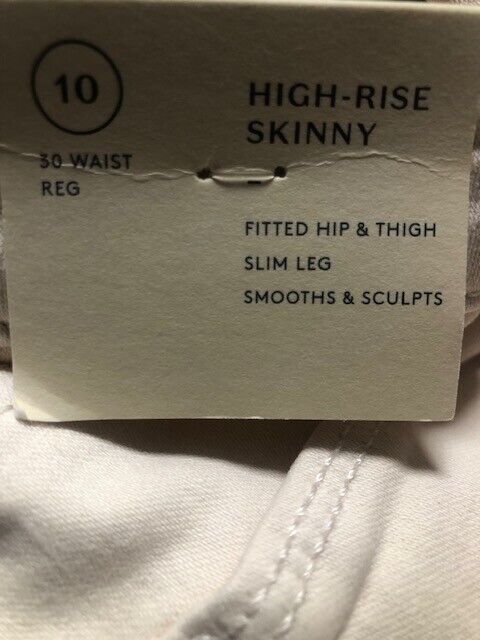 10
30 WAIST
REG
HIGH-RISE
SKINNY
FITTED HIP & THIGH
SLIM LEG
SMOOTHS & SCULPTS